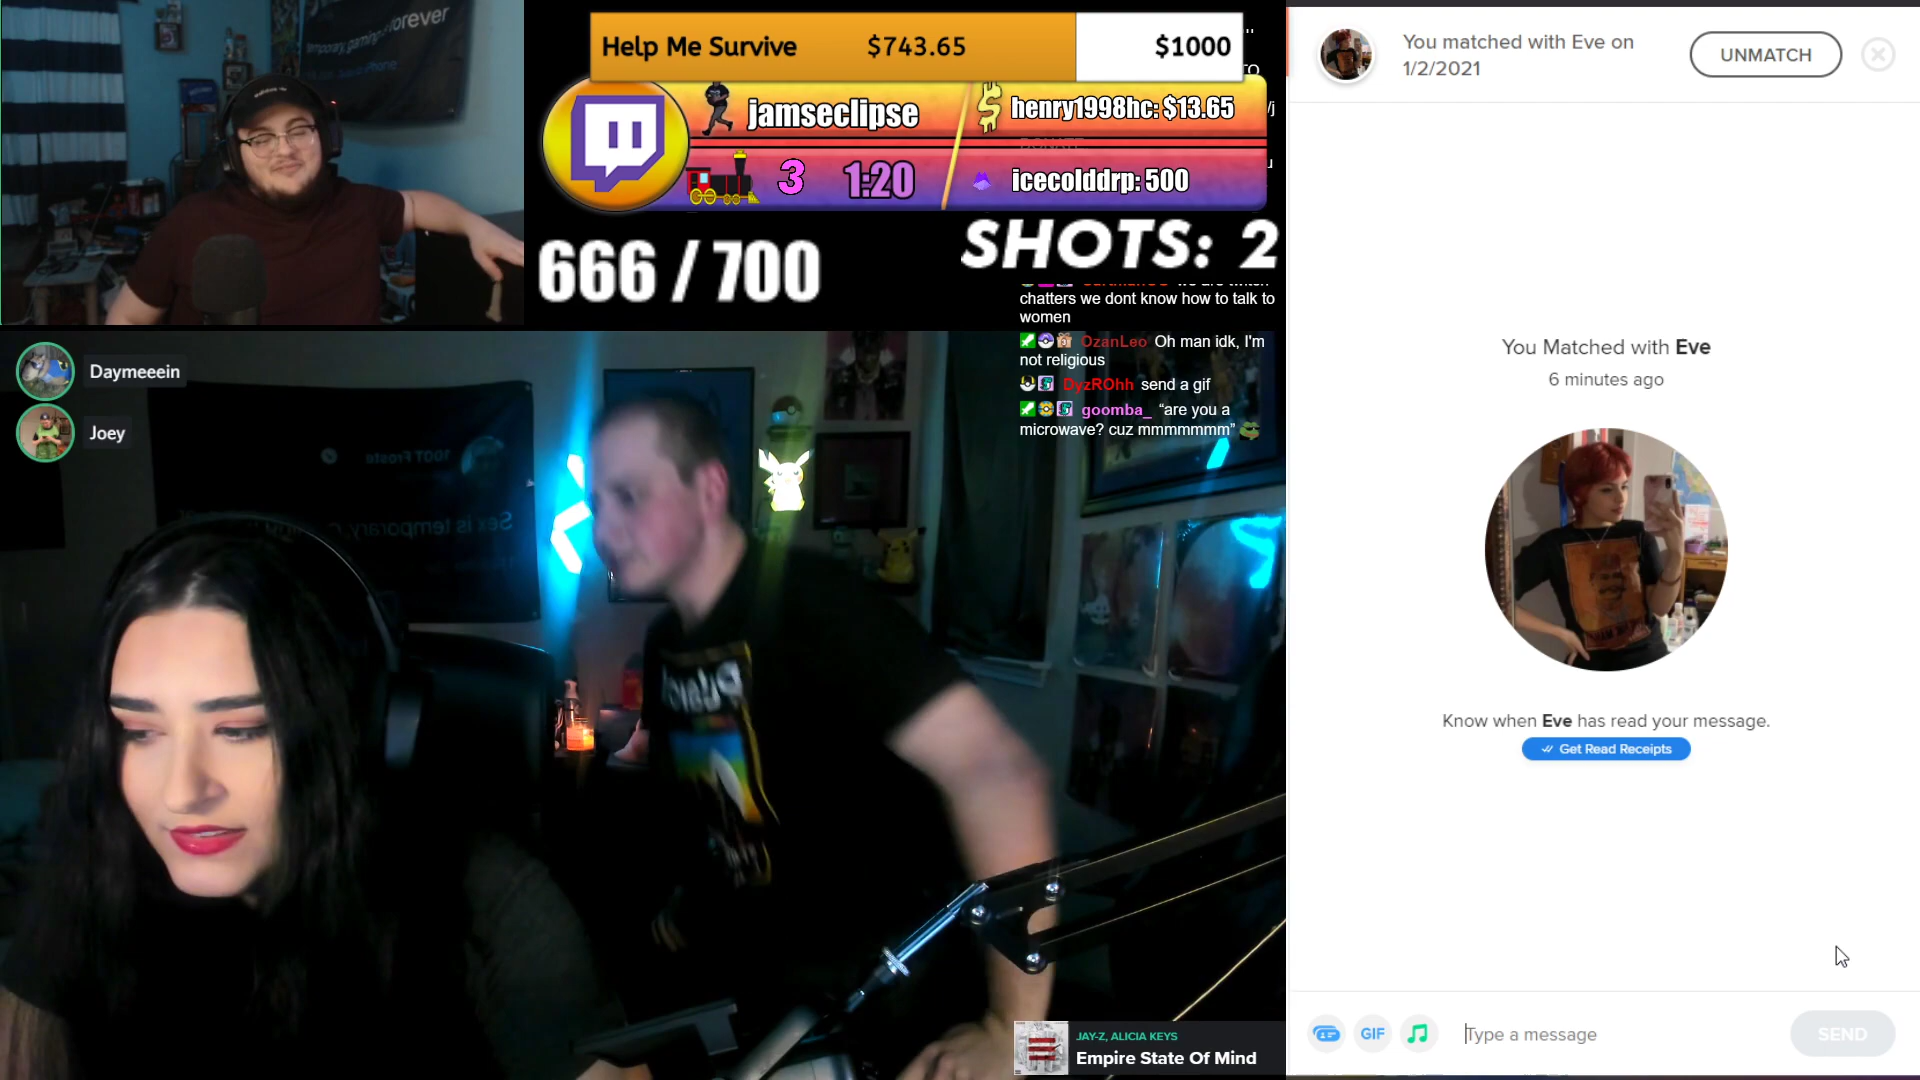 Help Me Survive $743.65 $1000
jamseclipse
henry1998hc: $13.65
3 1:20
icecolddrp: 500
666 / 700
SHOTS: 2
chatters we dont know how to talk to
women
OzanLeo Oh man idk, I'm
not religious
DyzROhh send a gif
goomba_ “are you a
microwave? cuz mmmmmmm”
Daymeeein
Joey
JAY-Z, ALICIA KEYS
Empire State Of Mind
You matched with Eve on
1/2/2021
UNMATCH
You Matched with Eve
6 minutes ago
Know when Eve has read your message.
Get Read Receipts
GIF
Type a message
SEND